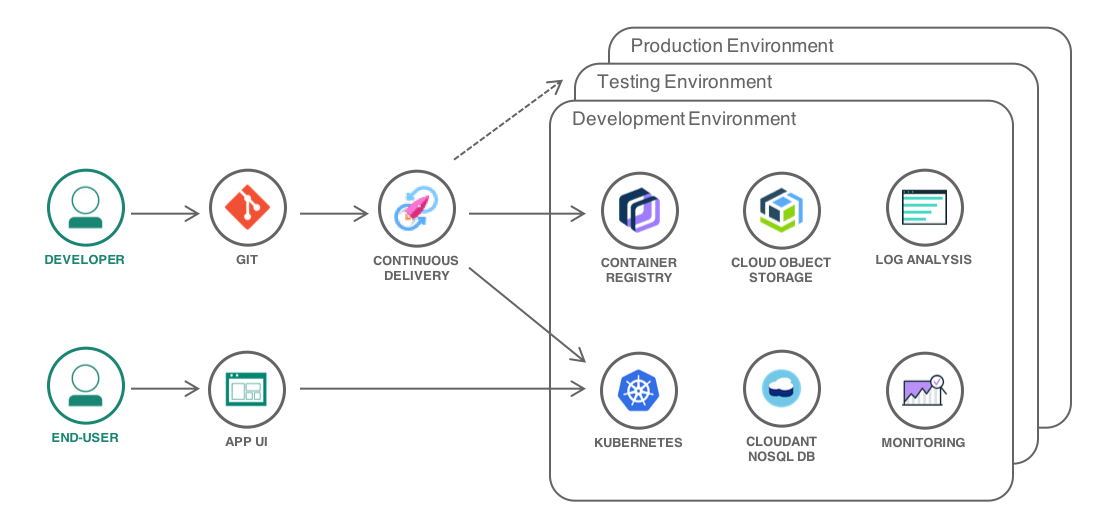 Production Environment
Testing Environment
Development Environment
DEVELOPER
GIT
CONTINUOUS
DELIVERY
CONTAINER
REGISTRY
CLOUD OBJECT
STORAGE
LOG ANALYSIS
END-USER
APP UI
KUBERNETES
CLOUDANT
NOSQL DB
MONITORING